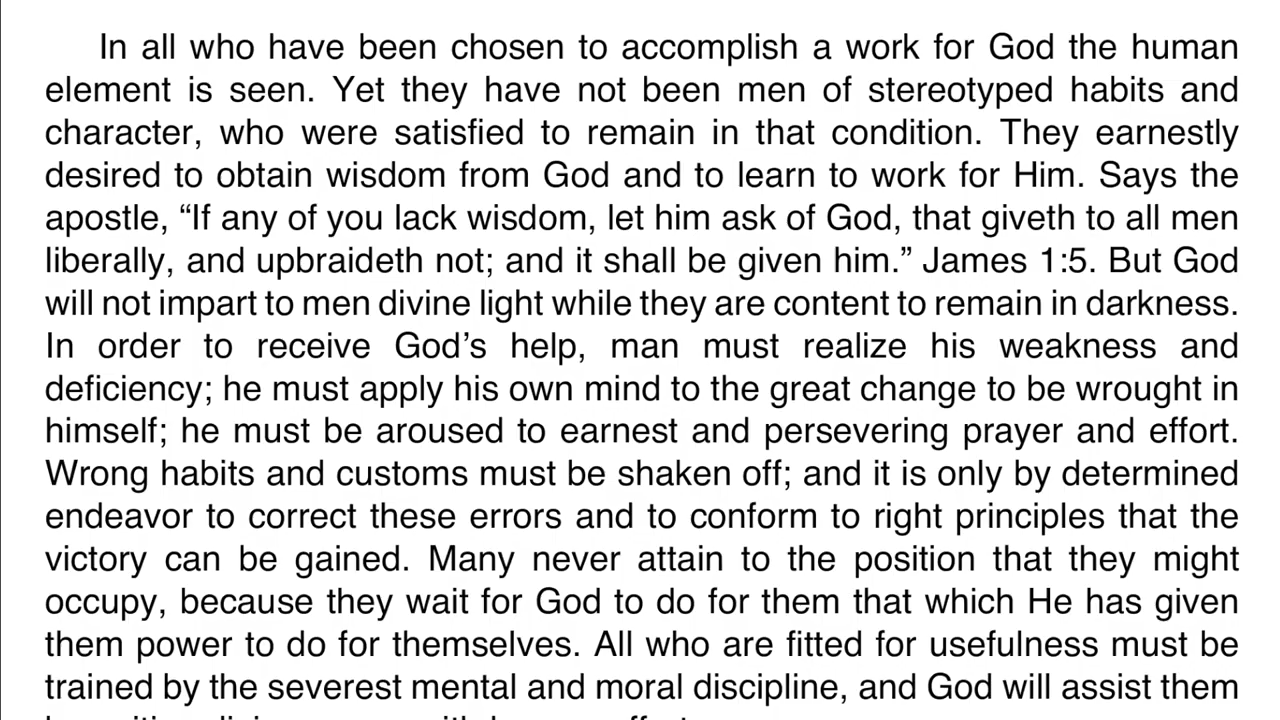 In all who have been chosen to accomplish a work for God the human
element is seen. Yet they have not been men of stereotyped habits and
character, who were satisfied to remain in that condition. They earnestly
desired to obtain wisdom from God and to learn to work for Him. Says the
apostle, “If any of you lack wisdom, let him ask of God, that giveth to all men
liberally, and upbraideth not; and it shall be given him.” James 1:5. But God
will not impart to men divine light while they are content to remain in darkness.
In order to receive God’s help, man must realize his weakness and
deficiency; he must apply his own mind to the great change to be wrought in
himself; he must be aroused to earnest and persevering prayer and effort.
Wrong habits and customs must be shaken off; and it is only by determined
endeavor to correct these errors and to conform to right principles that the
victory can be gained. Many never attain to the position that they might
occupy, because they wait for God to do for them that which He has given
them power to do for themselves. All who are fitted for usefulness must be
trained by the severest mental and moral discipline, and God will assist them